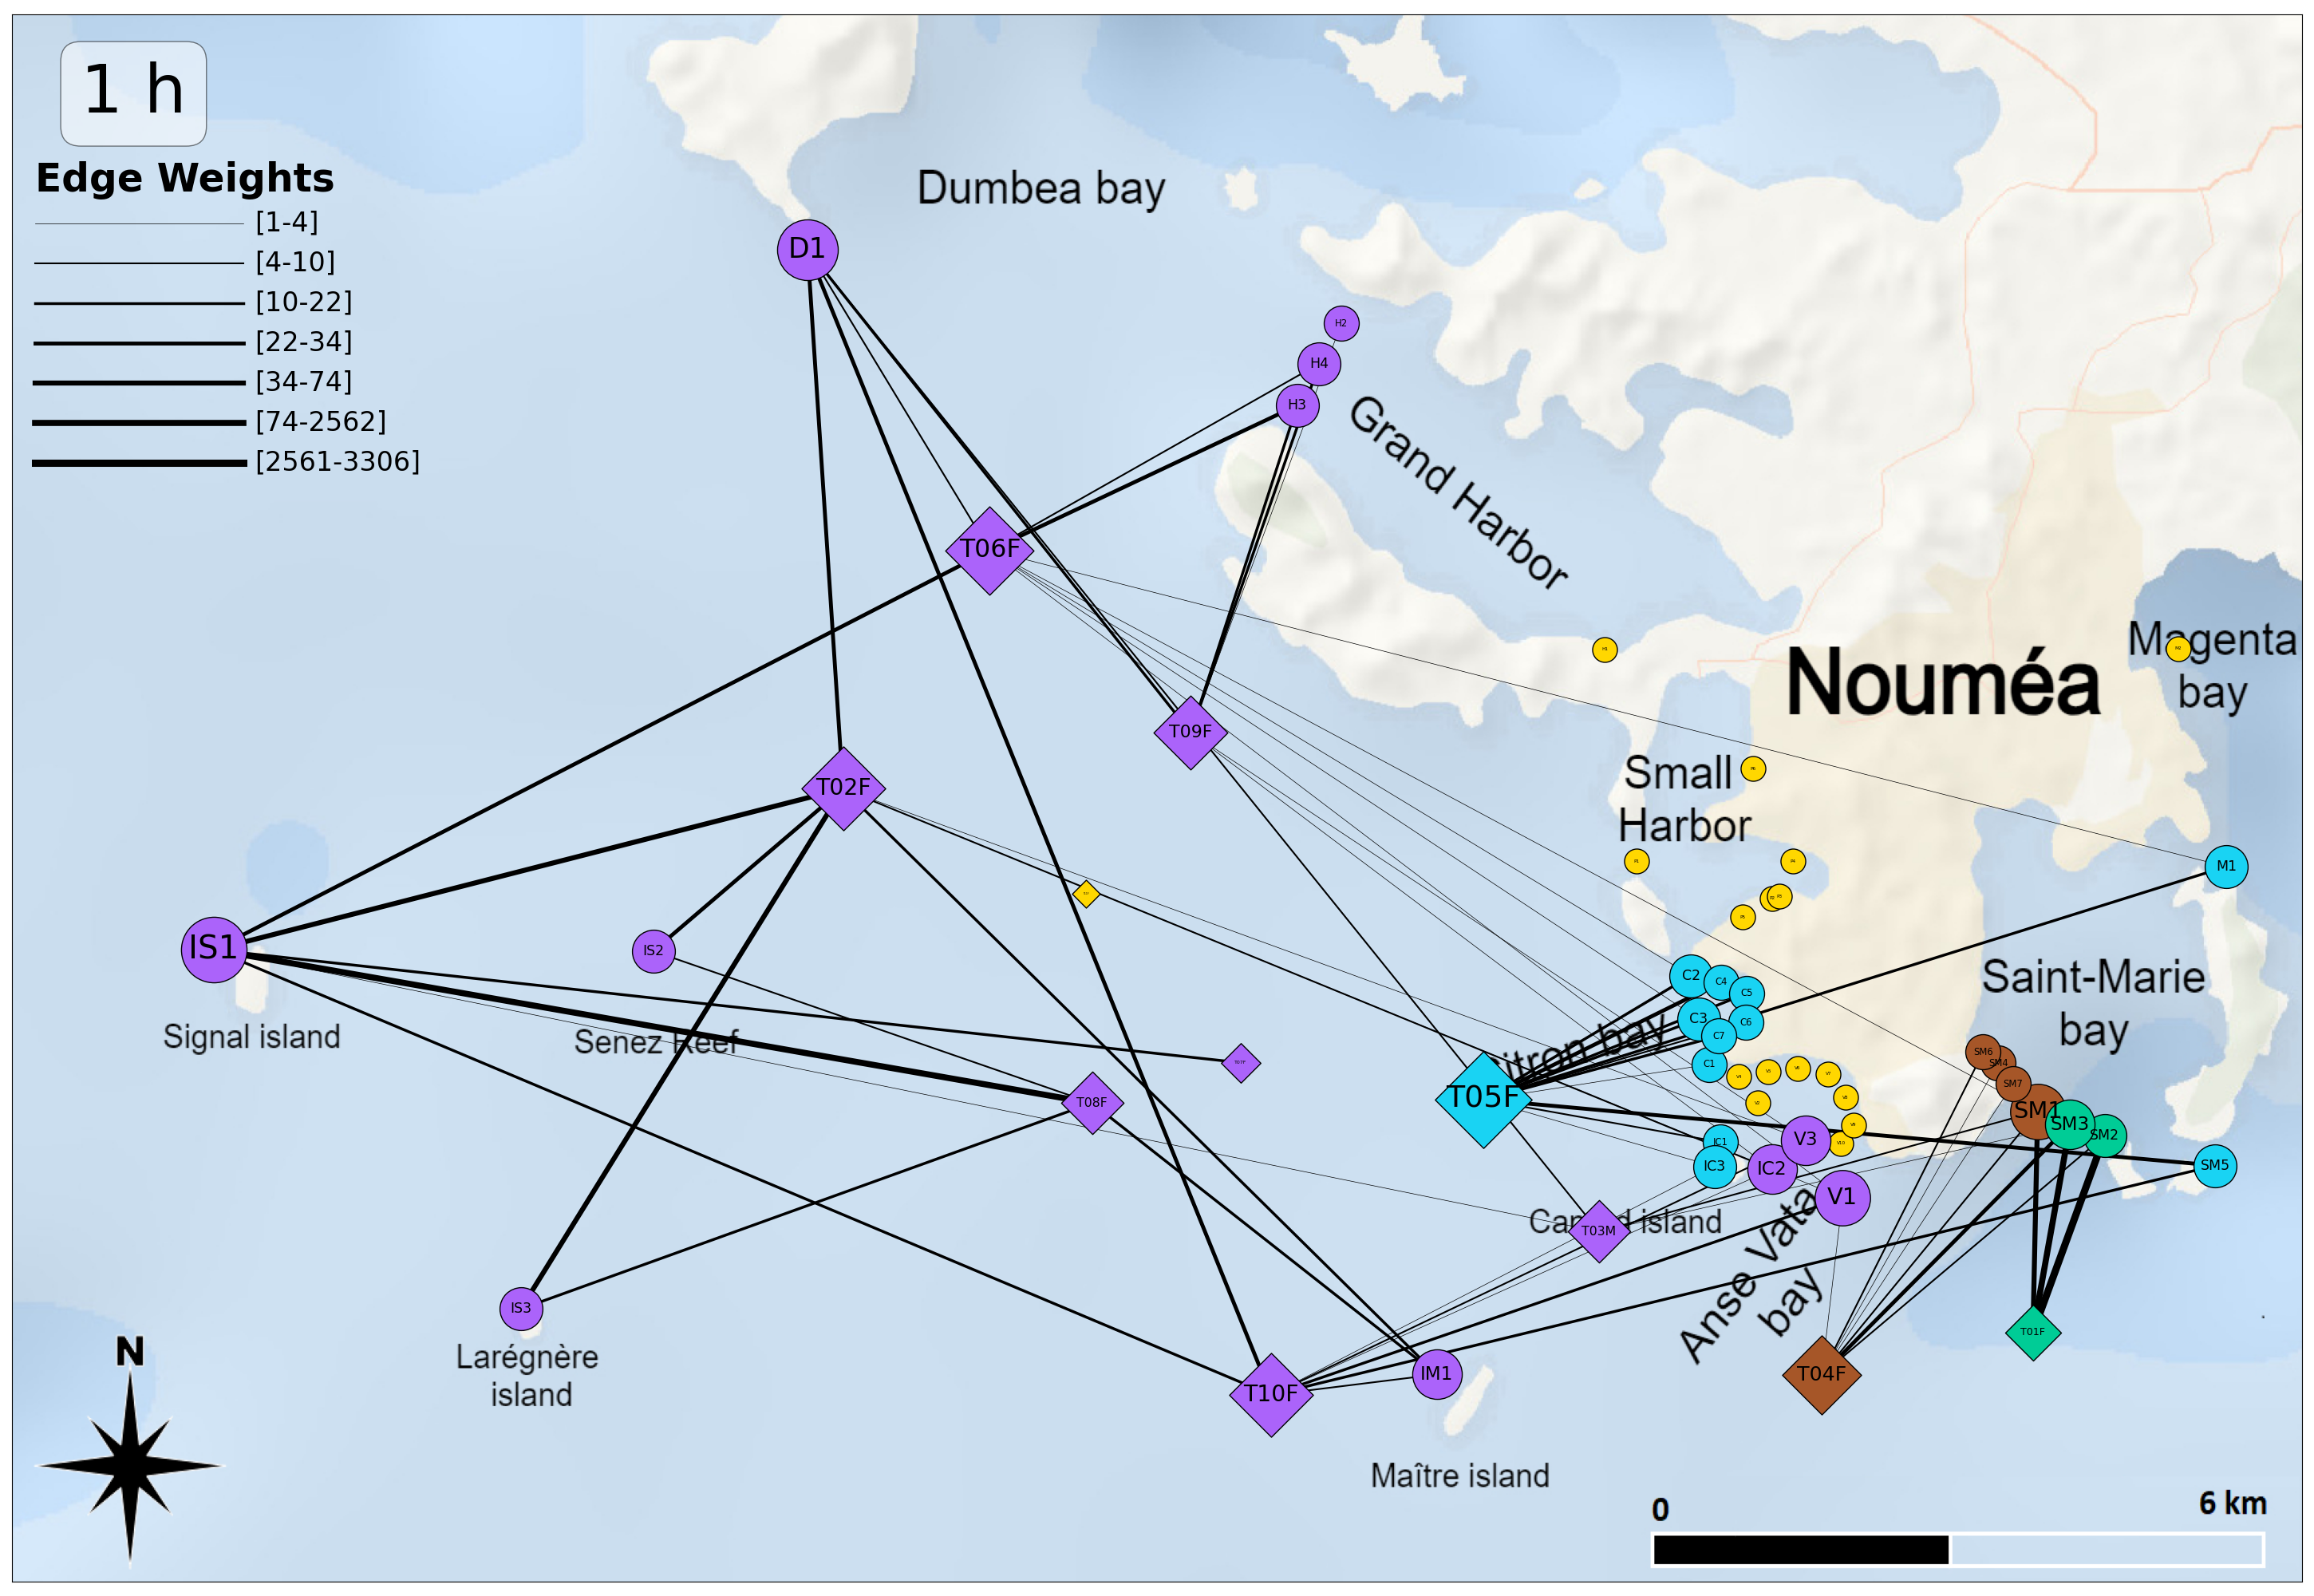 1 h
Edge Weights
[1-4]
[4-10]
[10-22]
[22-34]
[34-74]
[74-2562]
[2561-3306]
Dumbea bay
D1
H2
H4
H3
Grand Harbor
T06F
H1
Magenta
bay
M2
Nouméa
T09F
T02F
Small
Harbor
M1
IS1
IS2
C2
C4
C5
C3
C6
C7
C1
Saint-Marie
bay
Signal island
Senez Reef
T07F
T08F
T05F
itron bay
SM6
SM4
SM7
SM1
SM3
SM2
SM5
IC1
IC3
IC2
V3
V1
T03M
island
Anse Vata
bay
IS3
Larégnère
island
T10F
IM1
T04F
T01F
Maître island
N
0
6 km